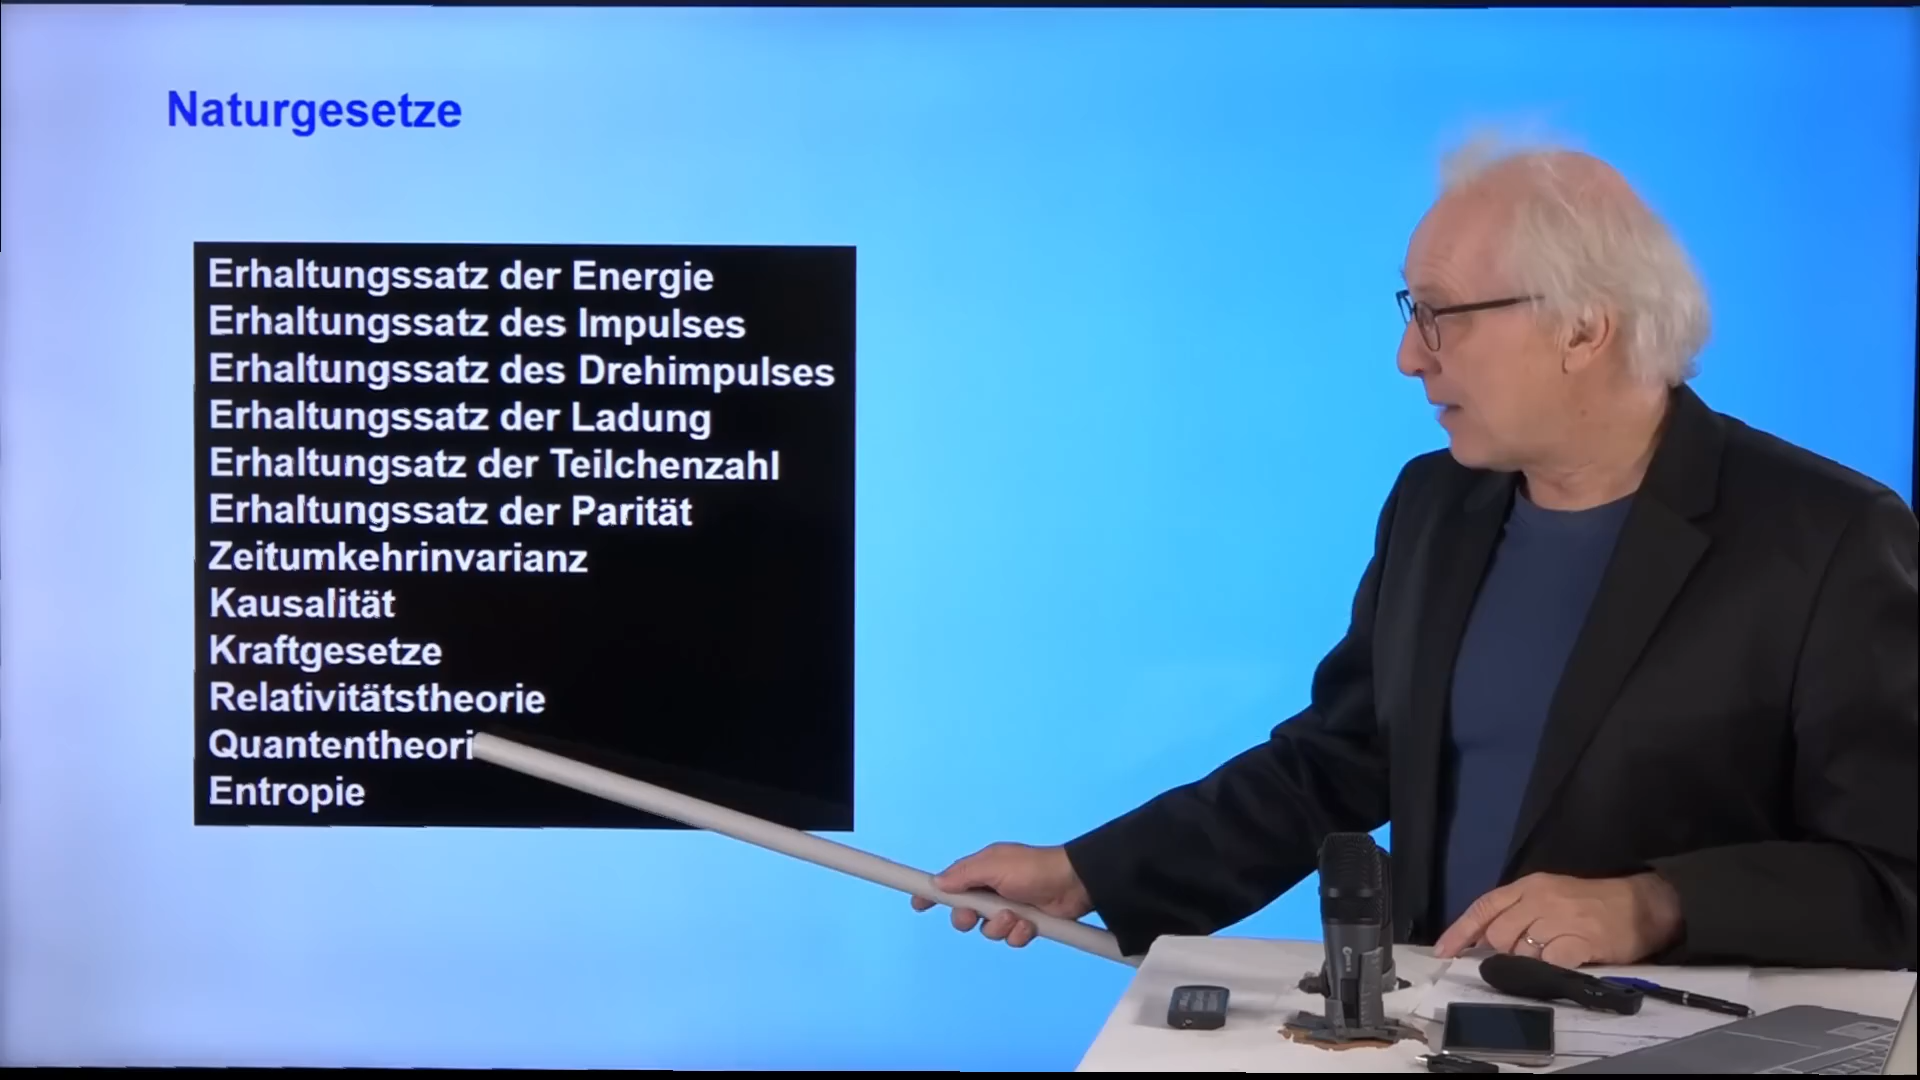 Naturgesetze
Erhaltungssatz der Energie
Erhaltungssatz des Impulses
Erhaltungssatz des Drehimpulses
Erhaltungssatz der Ladung
Erhaltungsatz der Teilchenzahl
Erhaltungssatz der Parität
Zeitumkehrinvarianz
Kausalität
Kraftgesetze
Relativitätstheorie
Quantentheori
Entropie